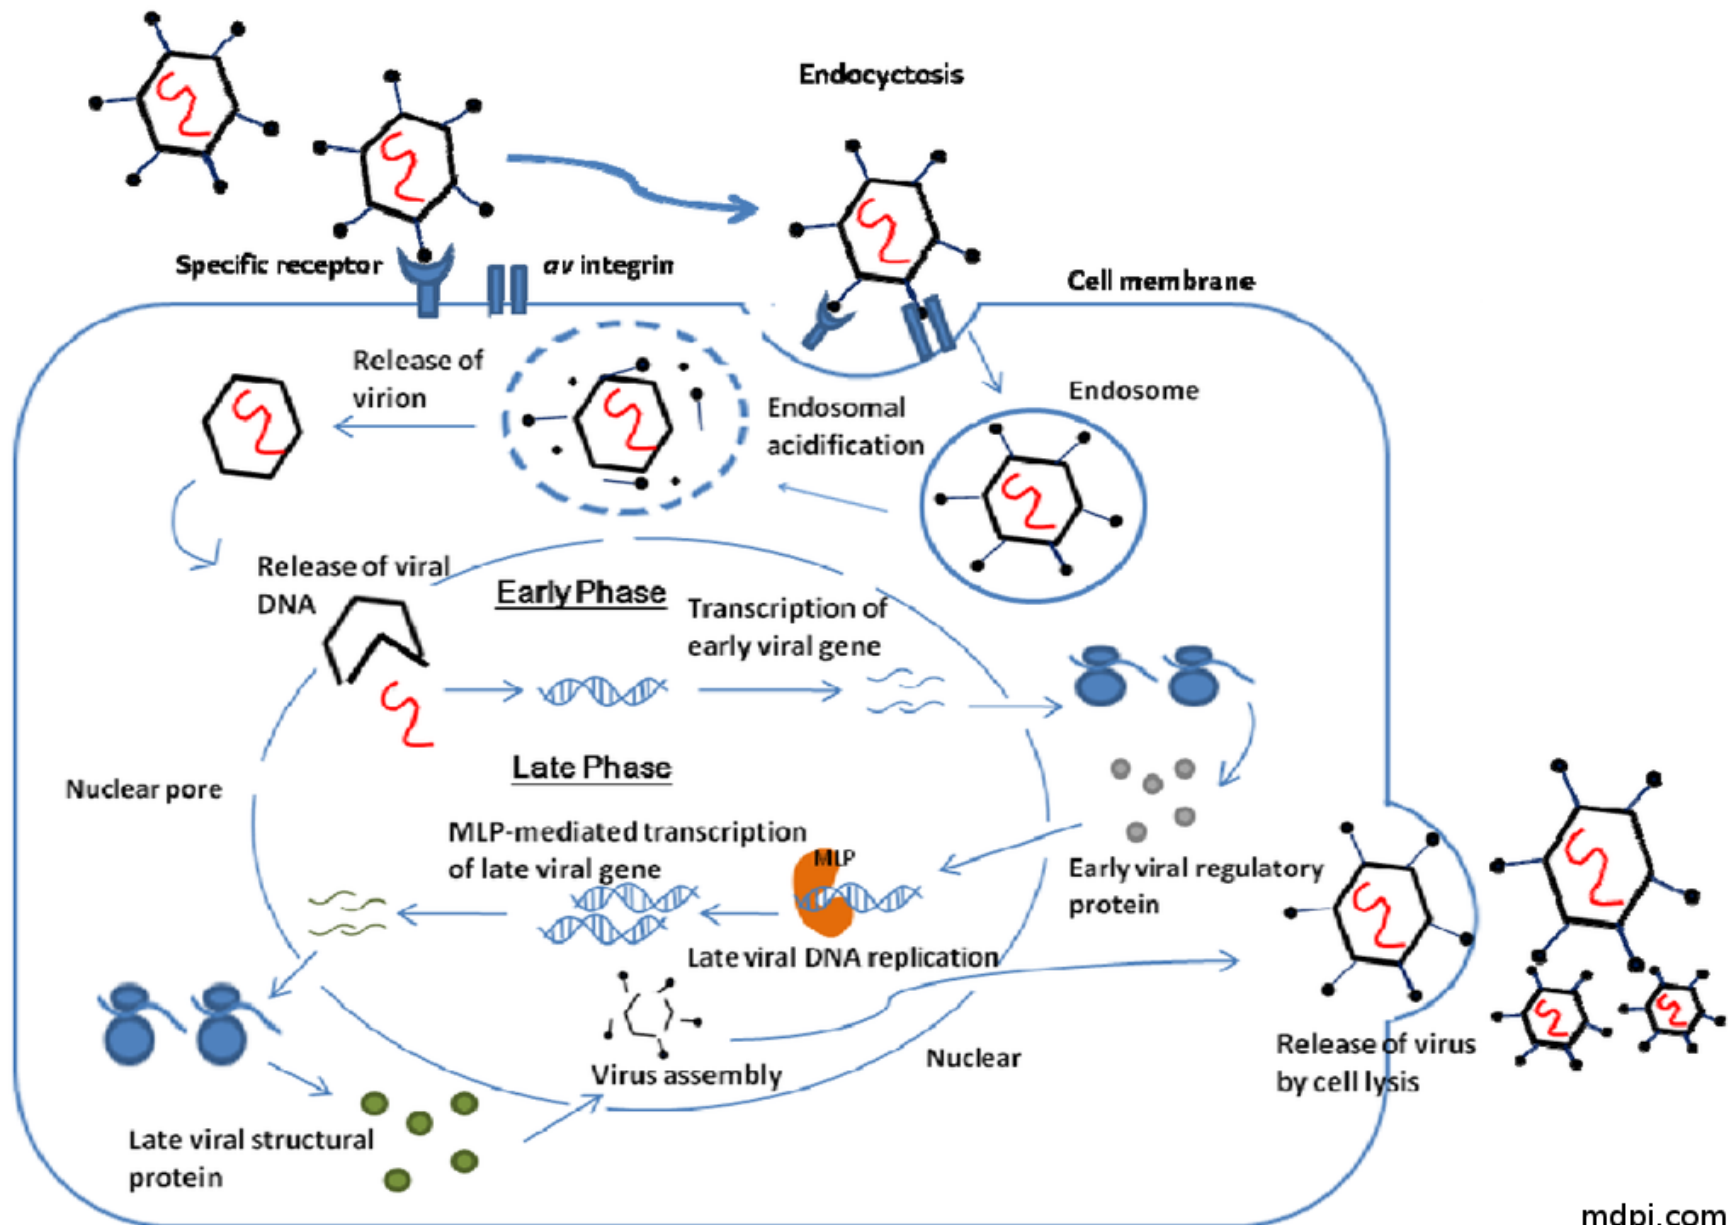 Endocyctosis
Specific receptor
αv integrin
Cell membrane
Release of
virion
Endosomal
acidification
Endosome
Release of viral
DNA
Early Phase
Transcription of
early viral gene
Late Phase
Nuclear pore
MLP-mediated transcription
of late viral gene
MLP
Early viral regulatory
protein
Late viral DNA replication
Virus assembly
Nuclear
Release of virus
by cell lysis
Late viral structural
protein
mdpi.com